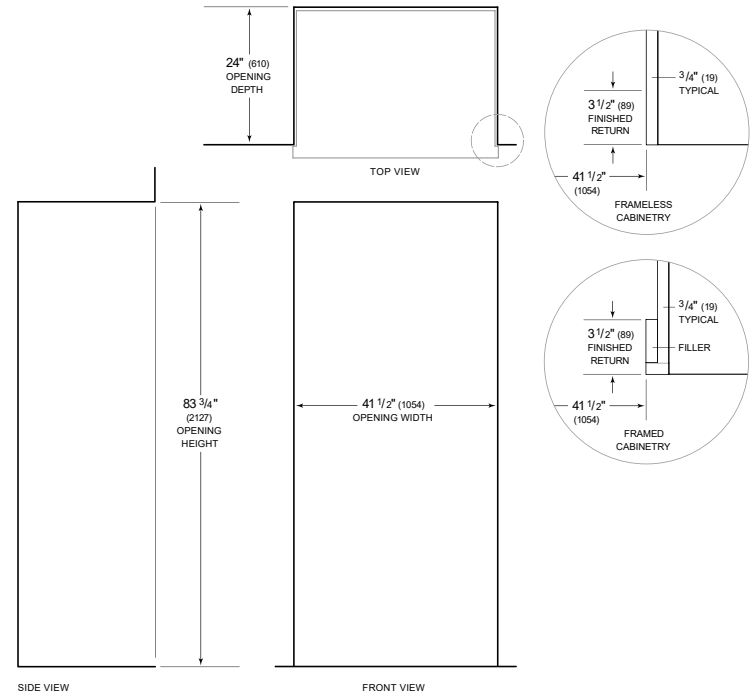 24" (610)
OPENING
DEPTH
TOP VIEW
3 1/2" (89)
FINISHED
RETURN
3/4" (19)
TYPICAL
41 1/2"
(1054)
FRAMELESS
CABINETRY
3 1/2" (89)
FINISHED
RETURN
3/4" (19)
TYPICAL
FILLER
41 1/2"
(1054)
FRAMED
CABINETRY
83 3/4"
(2127)
OPENING
HEIGHT
41 1/2" (1054)
OPENING WIDTH
SIDE VIEW
FRONT VIEW